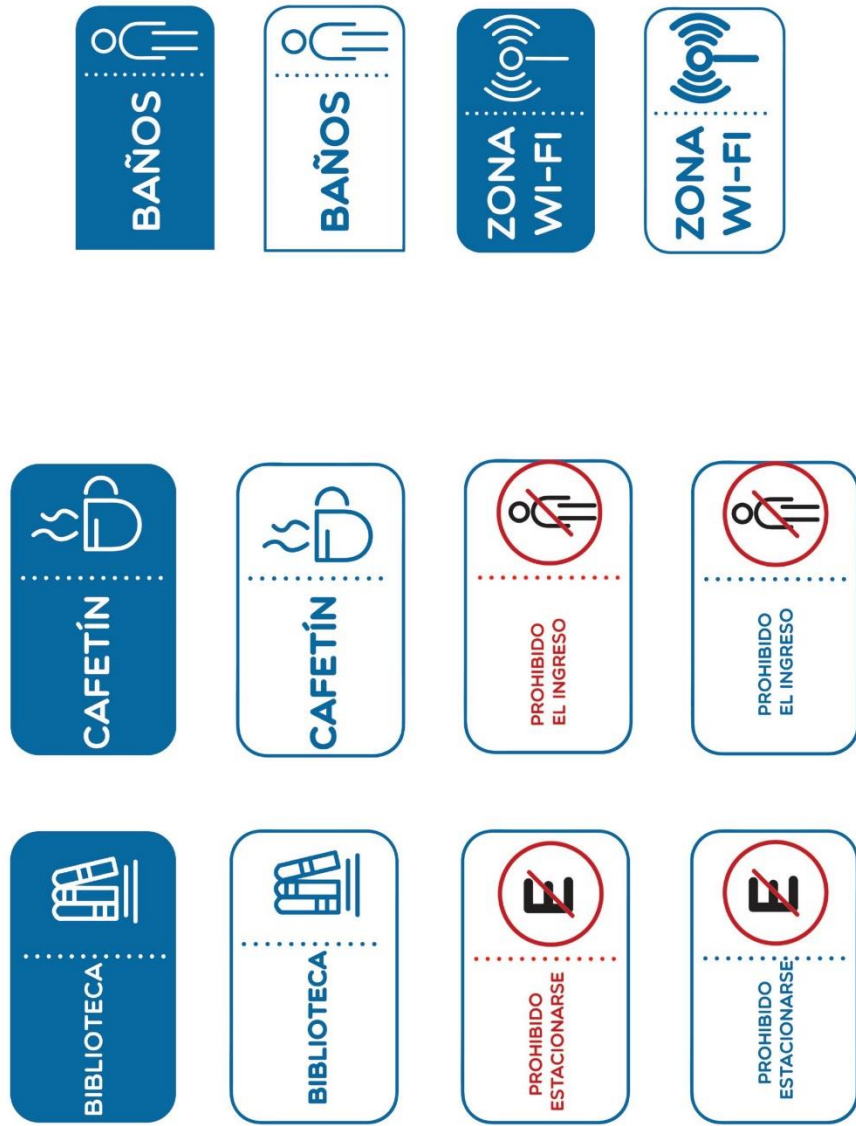 BIBLIOTECA
CAFETÍN
BAÑOS
BIBLIOTECA
CAFETÍN
BAÑOS
PROHIBIDO
ESTACIONARSE
E
PROHIBIDO
EL INGRESO
ZONA
WI-FI
PROHIBIDO
ESTACIONARSE
E
PROHIBIDO
EL INGRESO
ZONA
WI-FI